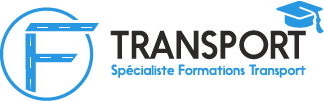 F
TRANSPORT
Spécialiste Formations Transport